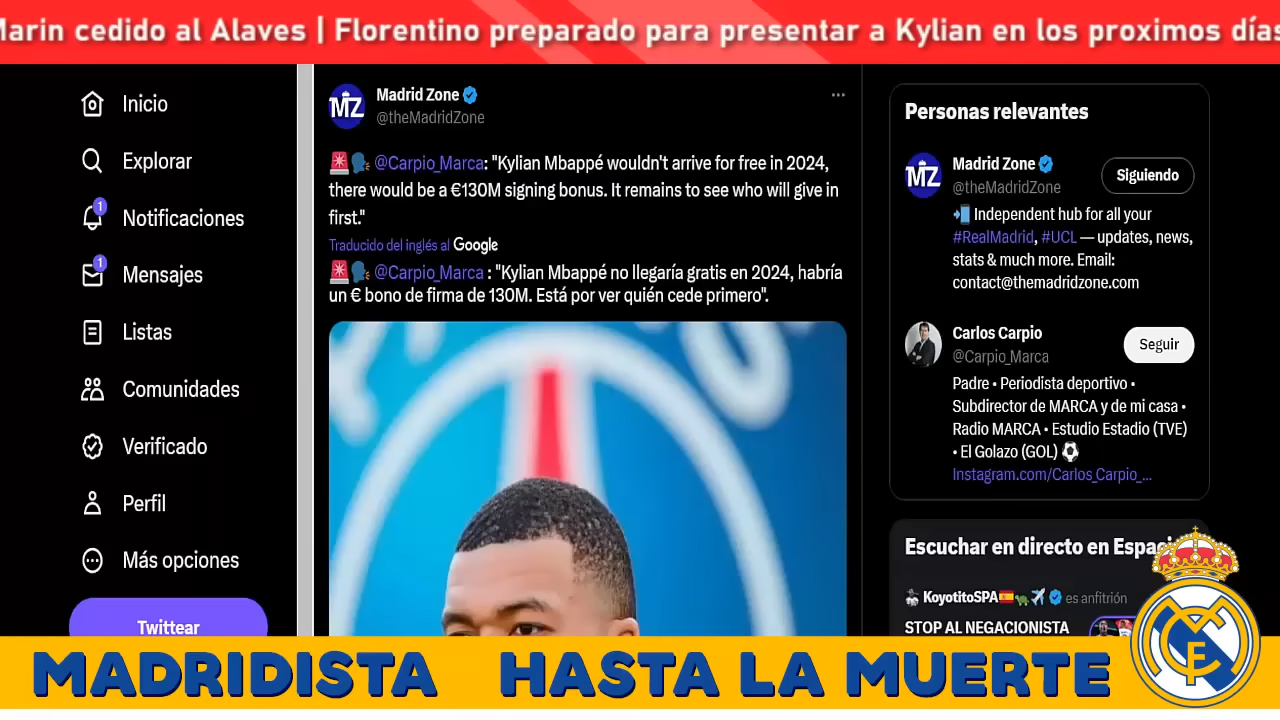 Marin cedido al Alaves | Florentino preparado para presentar a Kylian en los proximos días
Inicio
Explorar
1
Notificaciones
1
Mensajes
Listas
Comunidades
Verificado
Perfil
Más opciones
Twittear
MZ
Madrid Zone
@theMadridZone
@Carpio_Marca: "Kylian Mbappé wouldn't arrive for free in 2024,
there would be a €130M signing bonus. It remains to see who will give in
first."
Traducido del inglés al Google
@Carpio_Marca : "Kylian Mbappé no llegaría gratis en 2024, habría
un € bono de firma de 130M. Está por ver quién cede primero".
Personas relevantes
MZ
Madrid Zone
@theMadridZone
Siguiendo
Independent hub for all your
#RealMadrid, #UCL — updates, news,
stats & much more. Email:
contact@themadridzone.com
Carlos Carpio
@Carpio_Marca
Seguir
Padre • Periodista deportivo •
Subdirector de MARCA y de mi casa •
Radio MARCA • Estudio Estadio (TVE)
• El Golazo (GOL)
Instagram.com/Carlos_Carpio_...
Escuchar en directo en Espaci
KoyotitoSPA es anfitrión
STOP AL NEGACIONISTA
MADRIDISTA HASTA LA MUERTE